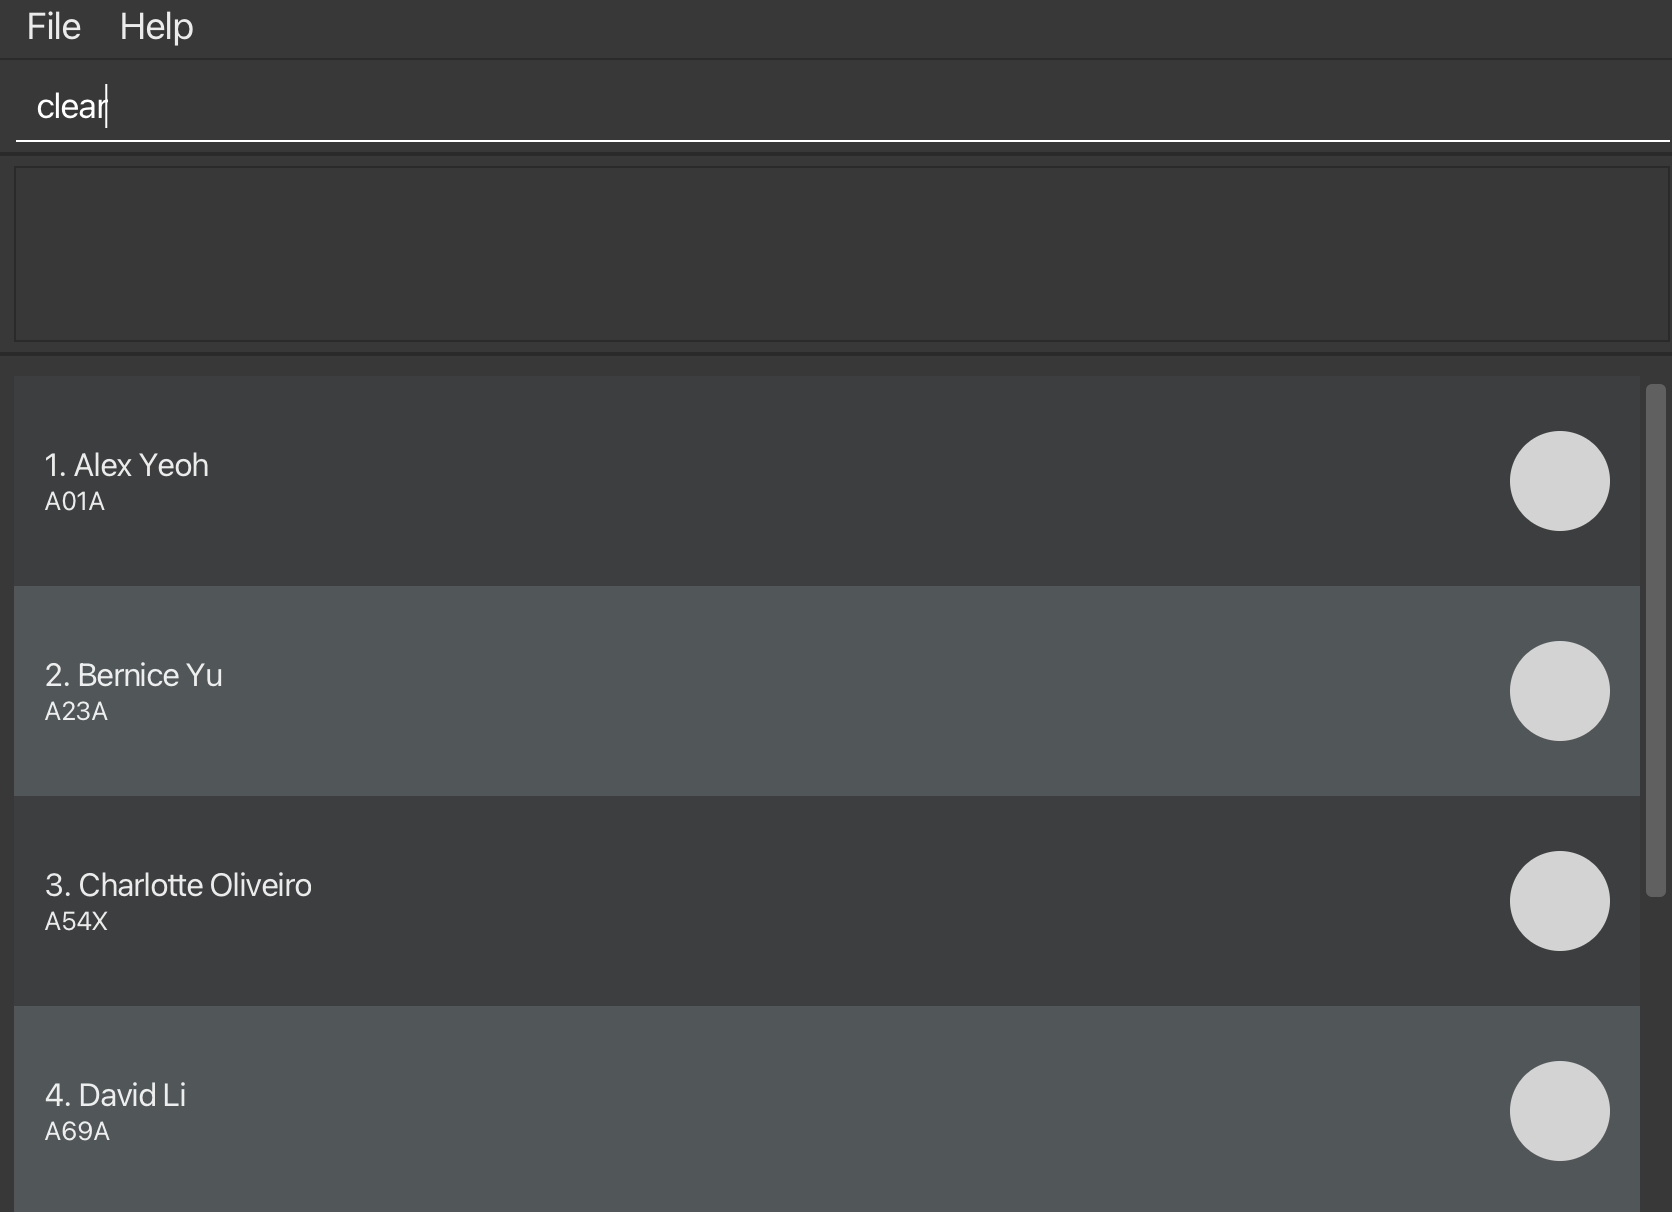 File Help
clear
1. Alex Yeoh
A01A
2. Bernice Yu
A23A
3. Charlotte Oliveiro
A54X
4. David Li
A69A